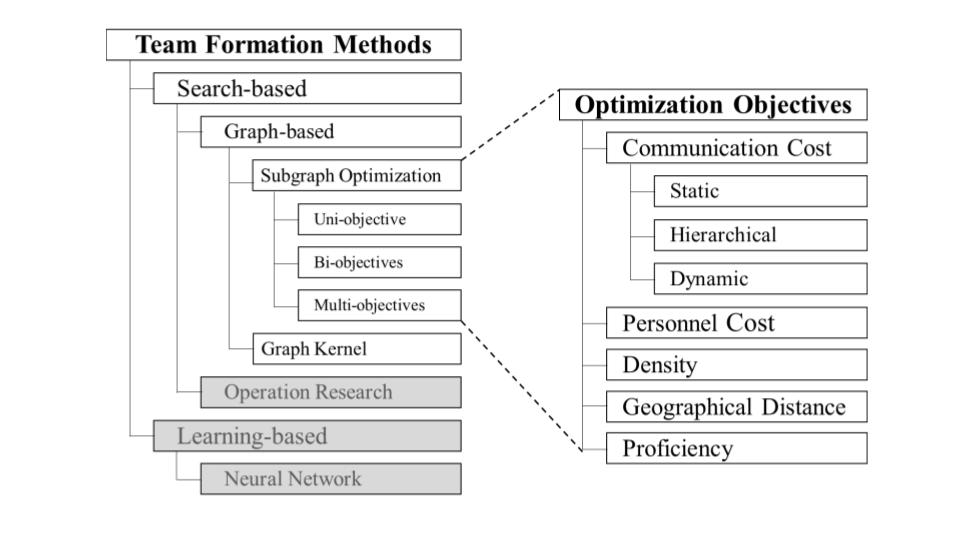 Team Formation Methods
Search-based
Graph-based
Subgraph Optimization
Uni-objective
Bi-objectives
Multi-objectives
Graph Kernel
Operation Research
Learning-based
Neural Network
Optimization Objectives
Communication Cost
Static
Hierarchical
Dynamic
Personnel Cost
Density
Geographical Distance
Proficiency